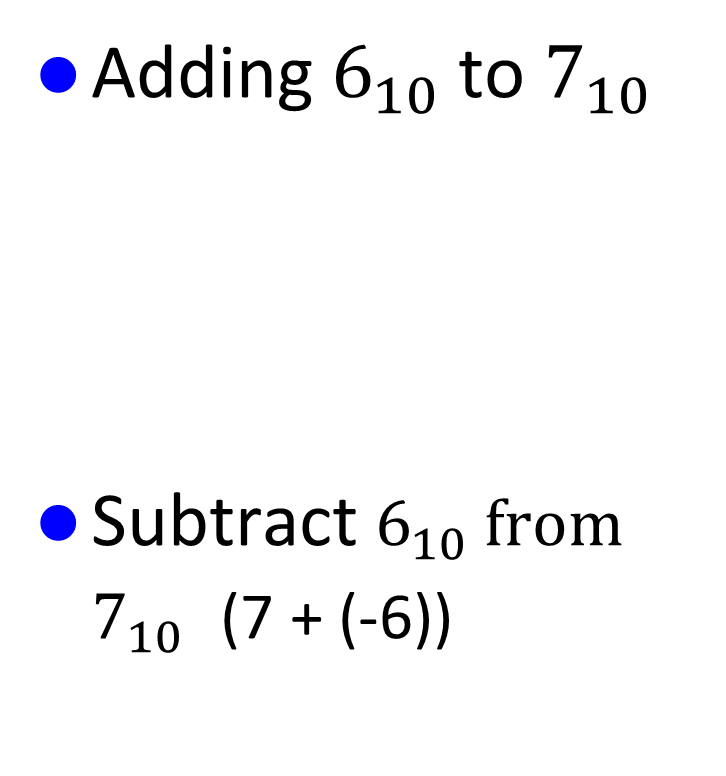 ● Adding 6₁₀ to 7₁₀
● Subtract 6₁₀ from
7₁₀ (7 + (-6))